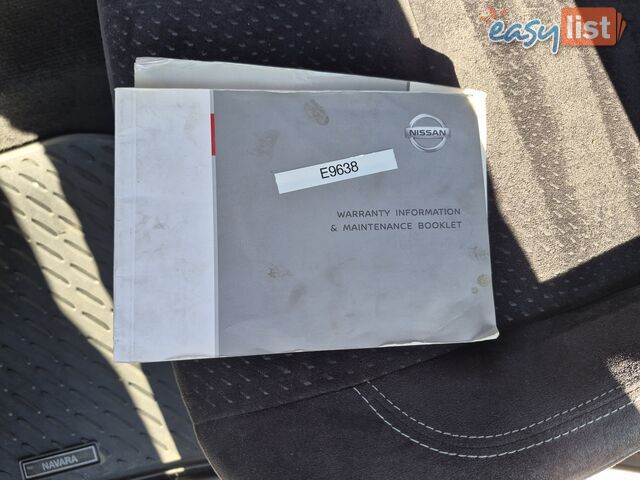 easylist
NISSAN
E9638
WARRANTY INFORMATION
& MAINTENANCE BOOKLET
NAVARA